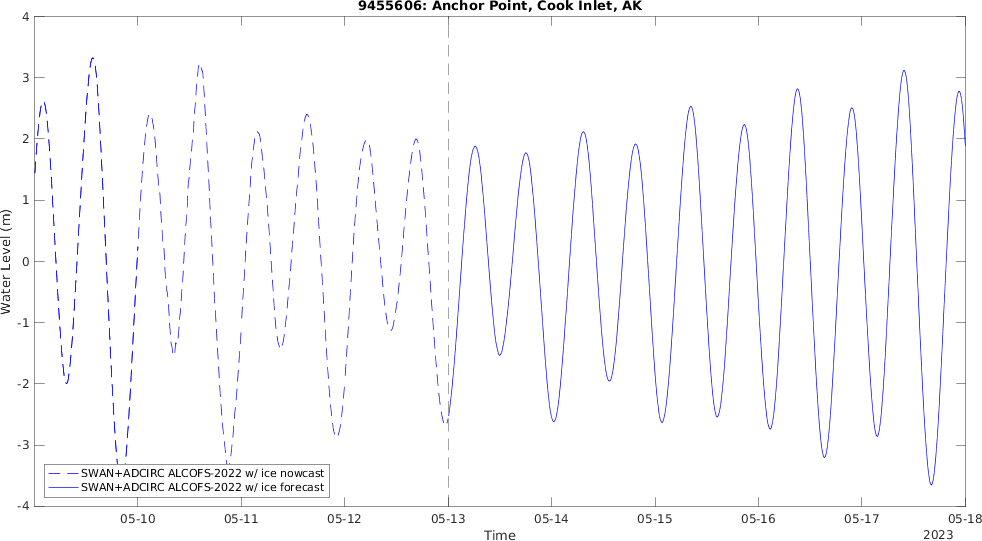 9455606: Anchor Point, Cook Inlet, AK
4
3
2
1
0
-1
-2
-3
-4
Water Level (m)
SWAN+ADCIRC ALCOFS-2022 w/ ice nowcast
SWAN+ADCIRC ALCOFS-2022 w/ ice forecast
05-10 05-11 05-12 05-13 05-14 05-15 05-16 05-17 05-18
Time
2023